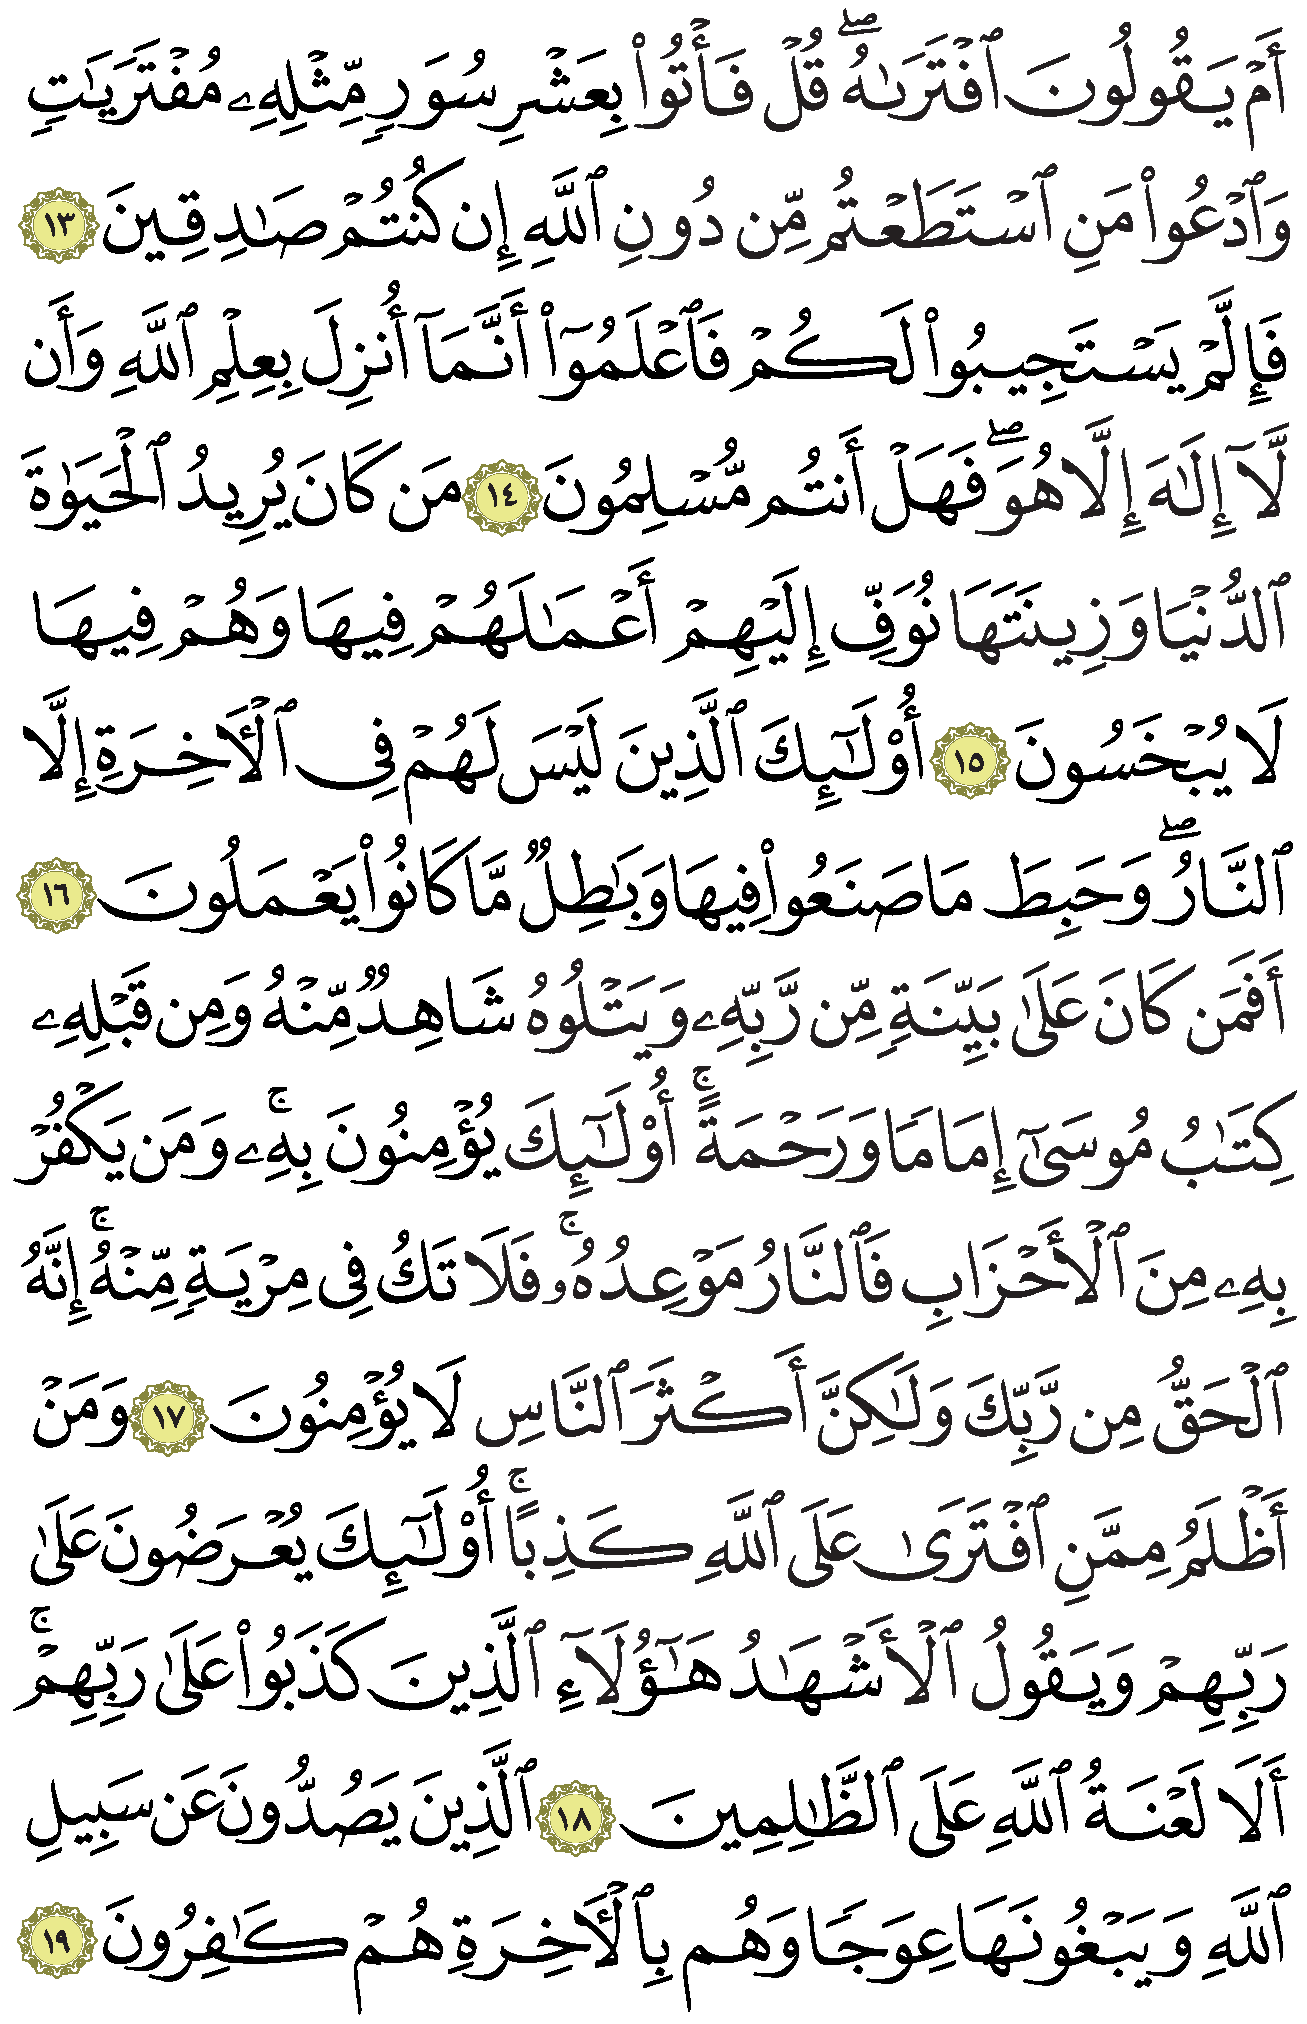 أَمْ يَقُولُونَ ٱفْتَرَىٰهُ ۖ قُلْ فَأْتُوا۟ بِعَشْرِ سُوَرٍ مِّثْلِهِۦ مُفْتَرَيَـٰتٍ
وَٱدْعُوا۟ مَنِ ٱسْتَطَعْتُم مِّن دُونِ ٱللَّهِ إِن كُنتُمْ صَـٰدِقِينَ ١٣
فَإِلَّمْ يَسْتَجِيبُوا۟ لَكُمْ فَٱعْلَمُوٓا۟ أَنَّمَآ أُنزِلَ بِعِلْمِ ٱللَّهِ وَأَن
لَّآ إِلَـٰهَ إِلَّا هُوَ ۖ فَهَلْ أَنتُم مُّسْلِمُونَ ١٤ مَن كَانَ يُرِيدُ ٱلْحَيَوٰةَ
ٱلدُّنْيَا وَزِينَتَهَا نُوَفِّ إِلَيْهِمْ أَعْمَـٰلَهُمْ فِيهَا وَهُمْ فِيهَا
لَا يُبْخَسُونَ ١٥ أُو۟لَـٰٓئِكَ ٱلَّذِينَ لَيْسَ لَهُمْ فِى ٱلْـَٔاخِرَةِ إِلَّا
ٱلنَّارُ ۖ وَحَبِطَ مَا صَنَعُوا۟ فِيهَا وَبَـٰطِلٌ مَّا كَانُوا۟ يَعْمَلُونَ ١٦
أَفَمَن كَانَ عَلَىٰ بَيِّنَةٍ مِّن رَّبِّهِۦ وَيَتْلُوهُ شَاهِدٌ مِّنْهُ وَمِن قَبْلِهِۦ
كِتَـٰبُ مُوسَىٰٓ إِمَامًا وَرَحْمَةً ۚ أُو۟لَـٰٓئِكَ يُؤْمِنُونَ بِهِۦ ۚ وَمَن يَكْفُرْ
بِهِۦ مِنَ ٱلْأَحْزَابِ فَٱلنَّارُ مَوْعِدُهُۥ ۚ فَلَا تَكُ فِى مِرْيَةٍ مِّنْهُ ۚ إِنَّهُ
ٱلْحَقُّ مِن رَّبِّكَ وَلَـٰكِنَّ أَكْثَرَ ٱلنَّاسِ لَا يُؤْمِنُونَ ١٧ وَمَنْ
أَظْلَمُ مِمَّنِ ٱفْتَرَىٰ عَلَى ٱللَّهِ كَذِبًا ۚ أُو۟لَـٰٓئِكَ يُعْرَضُونَ عَلَىٰ
رَبِّهِمْ وَيَقُولُ ٱلْأَشْهَـٰدُ هَـٰٓؤُلَآءِ ٱلَّذِينَ كَذَبُوا۟ عَلَىٰ رَبِّهِمْ ۚ
أَلَا لَعْنَةُ ٱللَّهِ عَلَى ٱلظَّـٰلِمِينَ ١٨ ٱلَّذِينَ يَصُدُّونَ عَن سَبِيلِ
ٱللَّهِ وَيَبْغُونَهَا عِوَجًا وَهُم بِٱلْـَٔاخِرَةِ هُمْ كَـٰفِرُونَ ١٩